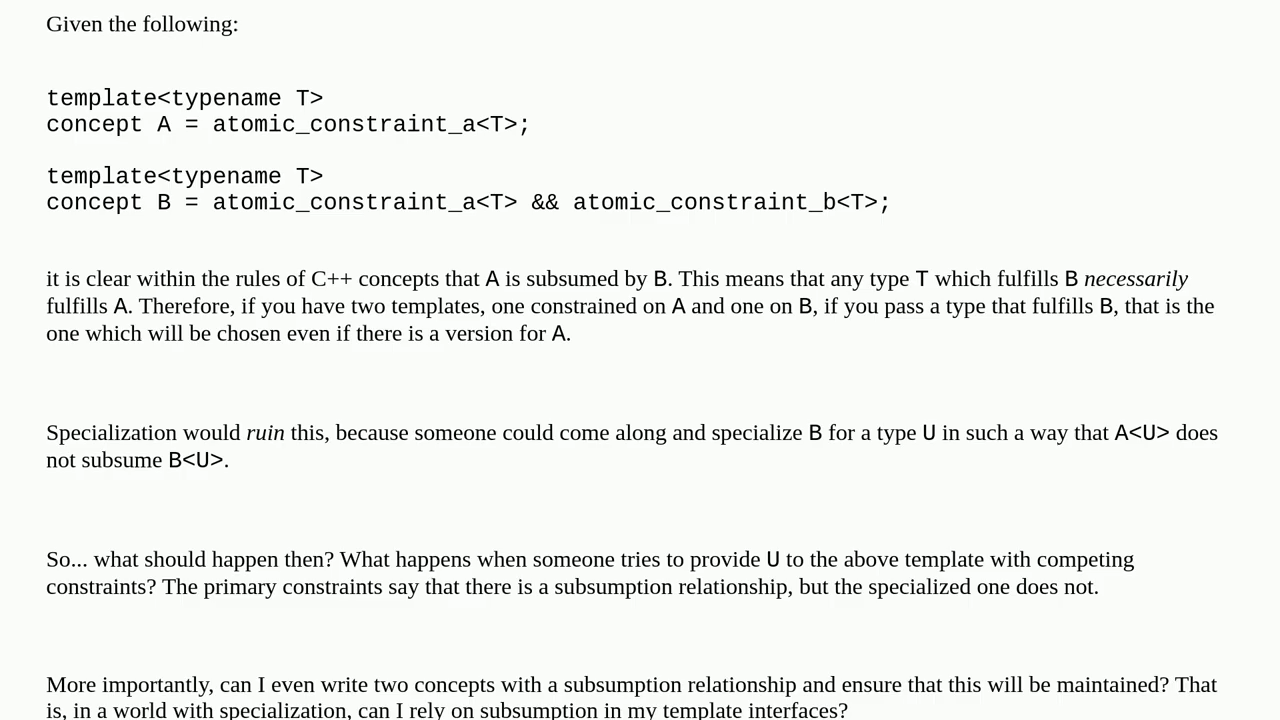 Given the following:
template<typename T>
concept A = atomic_constraint_a<T>;
template<typename T>
concept B = atomic_constraint_a<T> && atomic_constraint_b<T>;
it is clear within the rules of C++ concepts that A is subsumed by B. This means that any type T which fulfills B necessarily
fulfills A. Therefore, if you have two templates, one constrained on A and one on B, if you pass a type that fulfills B, that is the
one which will be chosen even if there is a version for A.
Specialization would ruin this, because someone could come along and specialize B for a type U in such a way that A<U> does
not subsume B<U>.
So... what should happen then? What happens when someone tries to provide U to the above template with competing
constraints? The primary constraints say that there is a subsumption relationship, but the specialized one does not.
More importantly, can I even write two concepts with a subsumption relationship and ensure that this will be maintained? That
is, in a world with specialization, can I rely on subsumption in my template interfaces?